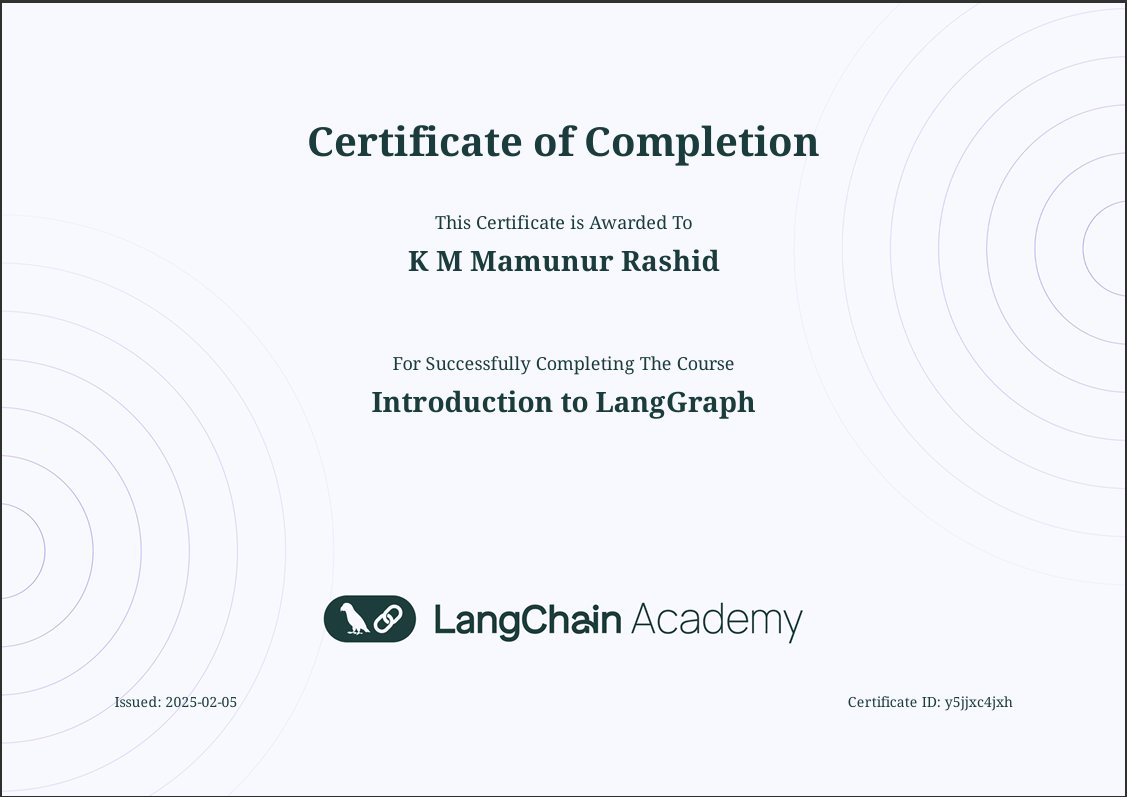 Certificate of Completion
This Certificate is Awarded To
K M Mamunur Rashid
For Successfully Completing The Course
Introduction to LangGraph
LangChain Academy
Issued: 2025-02-05
Certificate ID: y5jjxc4jxh